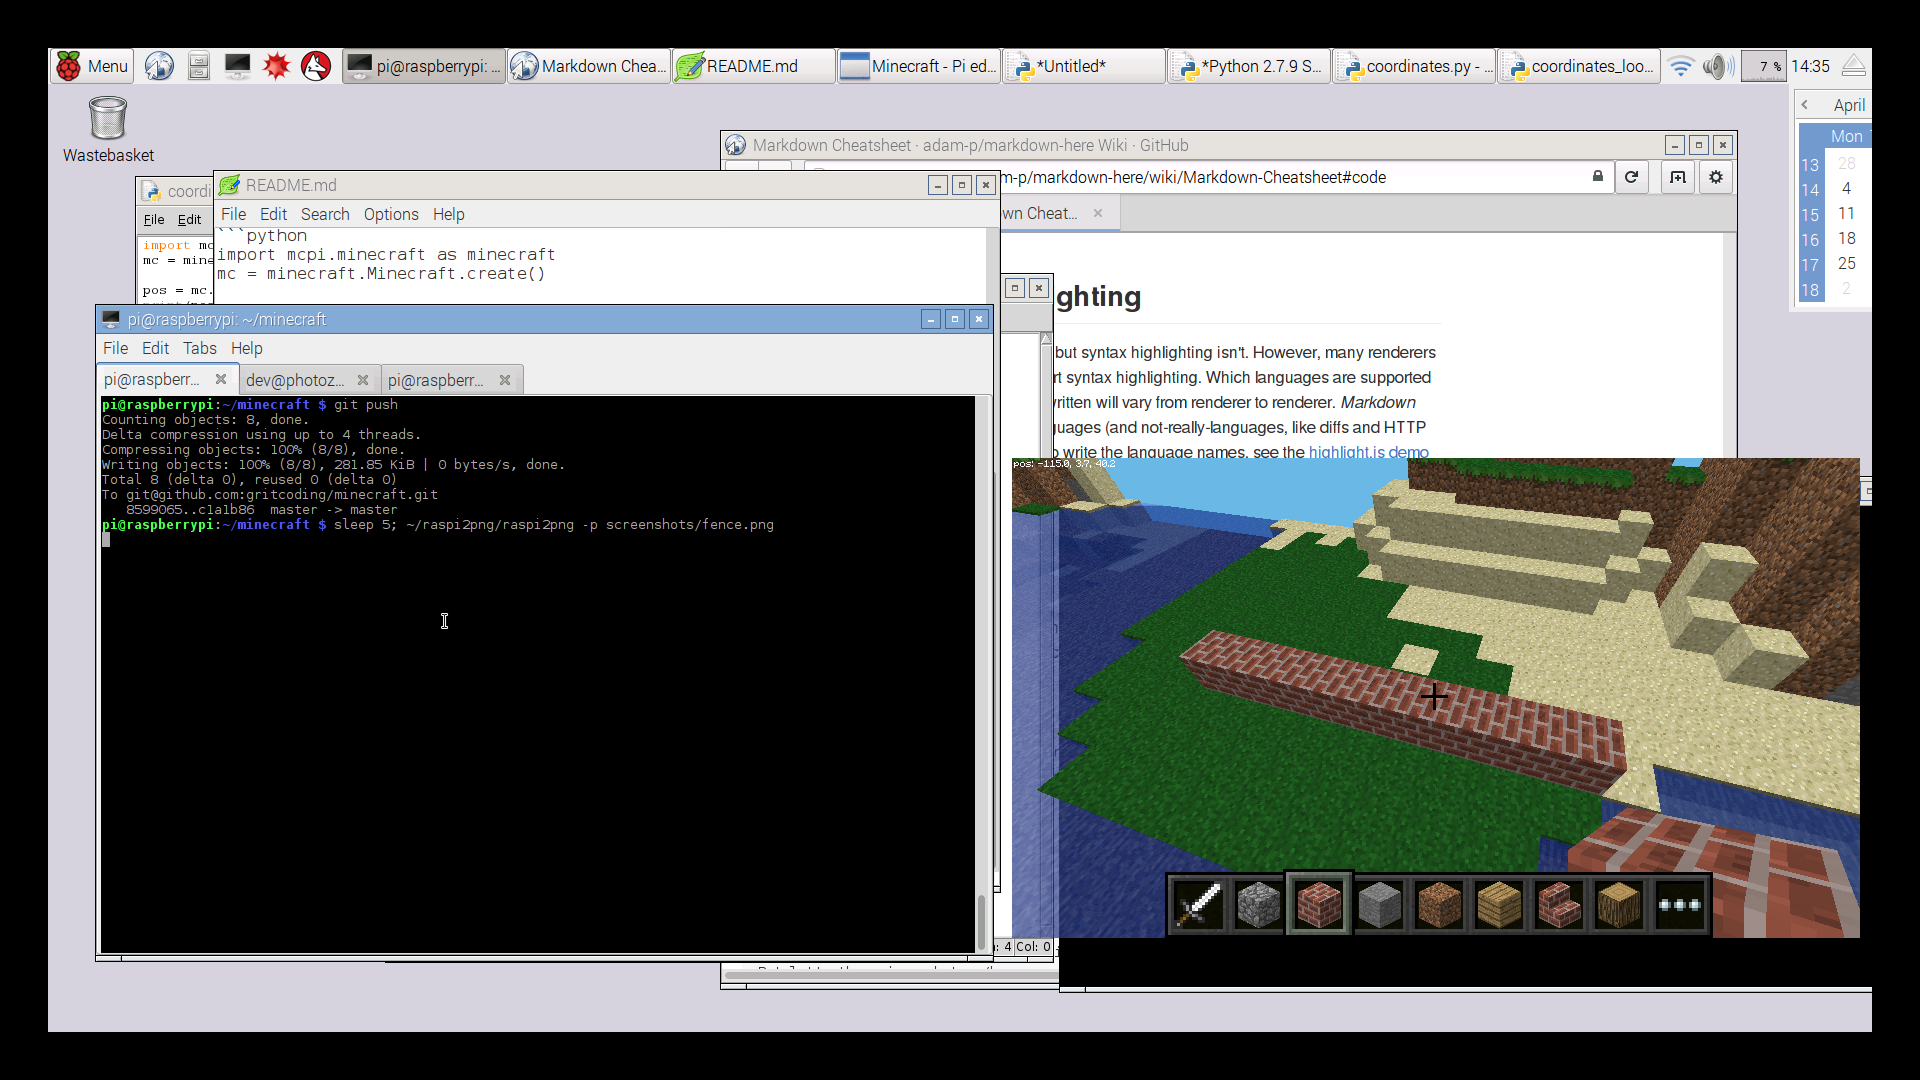 Menu
pi@raspberrypi: ...
Markdown Chea...
README.md
Minecraft - Pi ed...
*Untitled*
*Python 2.7.9 S...
coordinates.py - ...
coordinates_loo...
7 %
14:35
Wastebasket
< April
Mon
13 28
14 4
15 11
16 18
17 25
18 2
Markdown Cheatsheet · adam-p/markdown-here Wiki · GitHub
m-p/markdown-here/wiki/Markdown-Cheatsheet#code
wn Cheat...
ghting
but syntax highlighting isn't. However, many renderers
rt syntax highlighting. Which languages are supported
ritten will vary from renderer to renderer. Markdown
guages (and not-really-languages, like diffs and HTTP
o write the language names, see the highlight.js demo
coordi
File Edit
import mc
mc = mine
pos = mc.
README.md
File Edit Search Options Help
```python
import mcpi.minecraft as minecraft
mc = minecraft.Minecraft.create()
pi@raspberrypi: ~/minecraft
File Edit Tabs Help
pi@raspberr...
dev@photoz...
pi@raspberr...
pi@raspberrypi:~/minecraft $ git push
Counting objects: 8, done.
Delta compression using up to 4 threads.
Compressing objects: 100% (8/8), done.
Writing objects: 100% (8/8), 281.85 KiB | 0 bytes/s, done.
Total 8 (delta 0), reused 0 (delta 0)
To git@github.com:gritcoding/minecraft.git
   8599065..c1a1b86  master -> master
pi@raspberrypi:~/minecraft $ sleep 5; ~/raspi2png/raspi2png -p screenshots/fence.png
pos: -115.0, 3.7, 40.2
: 4 Col: 0